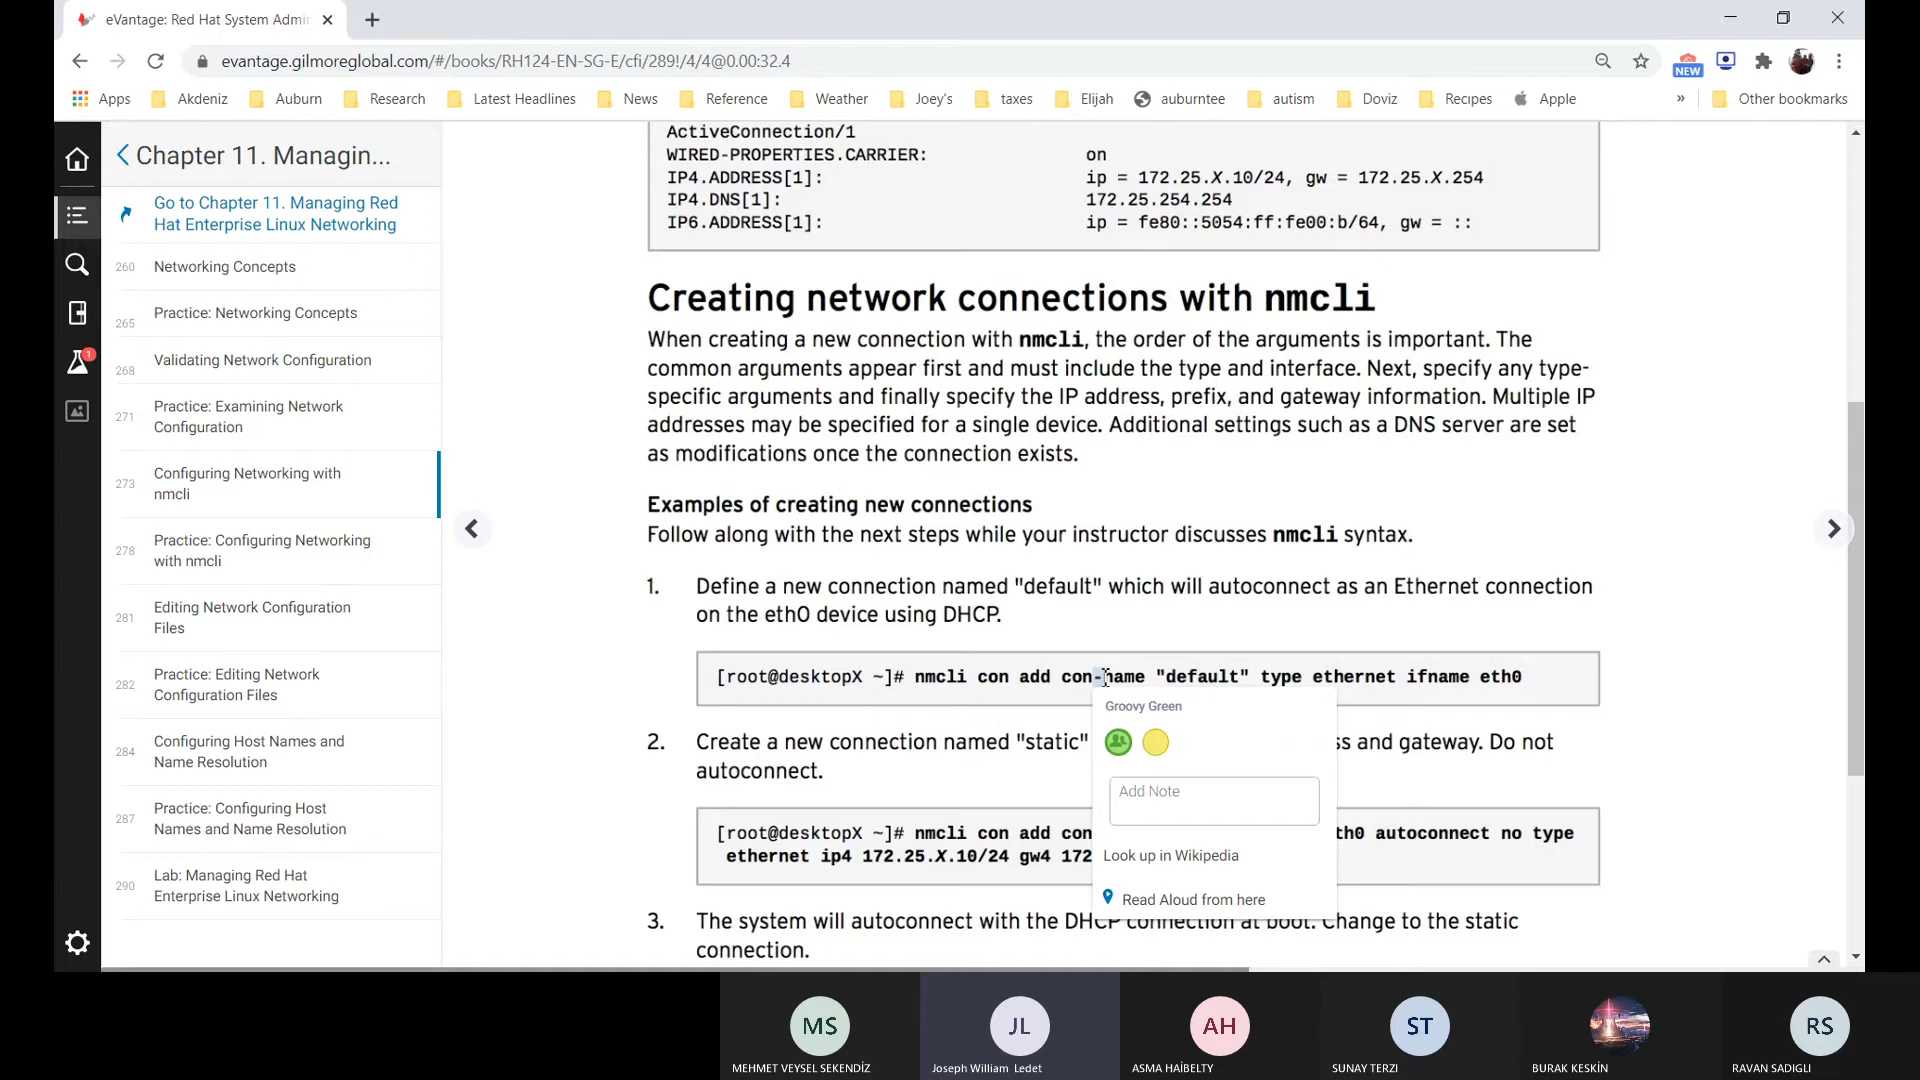 eVantage: Red Hat System Admin
evantage.gilmoreglobal.com/#/books/RH124-EN-SG-E/cfi/289!/4/4@0.00:32.4
NEW
Apps Akdeniz Auburn Research Latest Headlines News Reference Weather Joey's taxes Elijah auburntee autism Doviz Recipes Apple » Other bookmarks
Chapter 11. Managin...
Go to Chapter 11. Managing Red
Hat Enterprise Linux Networking
260 Networking Concepts
265 Practice: Networking Concepts
268 Validating Network Configuration
271 Practice: Examining Network
Configuration
273 Configuring Networking with
nmcli
278 Practice: Configuring Networking
with nmcli
281 Editing Network Configuration
Files
282 Practice: Editing Network
Configuration Files
284 Configuring Host Names and
Name Resolution
287 Practice: Configuring Host
Names and Name Resolution
290 Lab: Managing Red Hat
Enterprise Linux Networking
1
ActiveConnection/1
WIRED-PROPERTIES.CARRIER: on
IP4.ADDRESS[1]: ip = 172.25.X.10/24, gw = 172.25.X.254
IP4.DNS[1]: 172.25.254.254
IP6.ADDRESS[1]: ip = fe80::5054:ff:fe00:b/64, gw = ::
Creating network connections with nmcli
When creating a new connection with nmcli, the order of the arguments is important. The
common arguments appear first and must include the type and interface. Next, specify any type-
specific arguments and finally specify the IP address, prefix, and gateway information. Multiple IP
addresses may be specified for a single device. Additional settings such as a DNS server are set
as modifications once the connection exists.
Examples of creating new connections
Follow along with the next steps while your instructor discusses nmcli syntax.
1. Define a new connection named "default" which will autoconnect as an Ethernet connection
on the eth0 device using DHCP.
[root@desktopX ~]# nmcli con add con-name "default" type ethernet ifname eth0
2. Create a new connection named "static" s and gateway. Do not
autoconnect.
[root@desktopX ~]# nmcli con add con th0 autoconnect no type
ethernet ip4 172.25.X.10/24 gw4 172
3. The system will autoconnect with the DHCP connection at boot. Change to the static
connection.
Groovy Green
Add Note
Look up in Wikipedia
Read Aloud from here
MS JL AH ST RS
MEHMET VEYSEL SEKENDİZ Joseph William Ledet ASMA HAİBELTY SUNAY TERZI BURAK KESKİN RAVAN SADIGLI